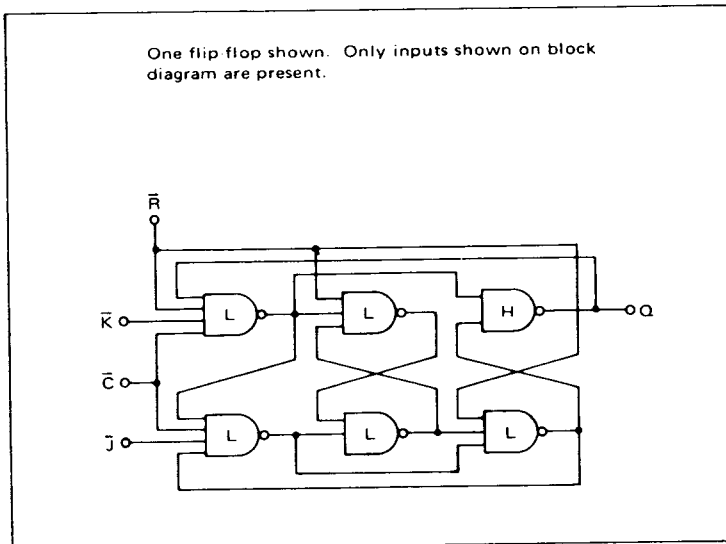 One flip flop shown. Only inputs shown on block
diagram are present.
R̄
L
L
H
K̄
Q
C̄
L
L
L
J̄